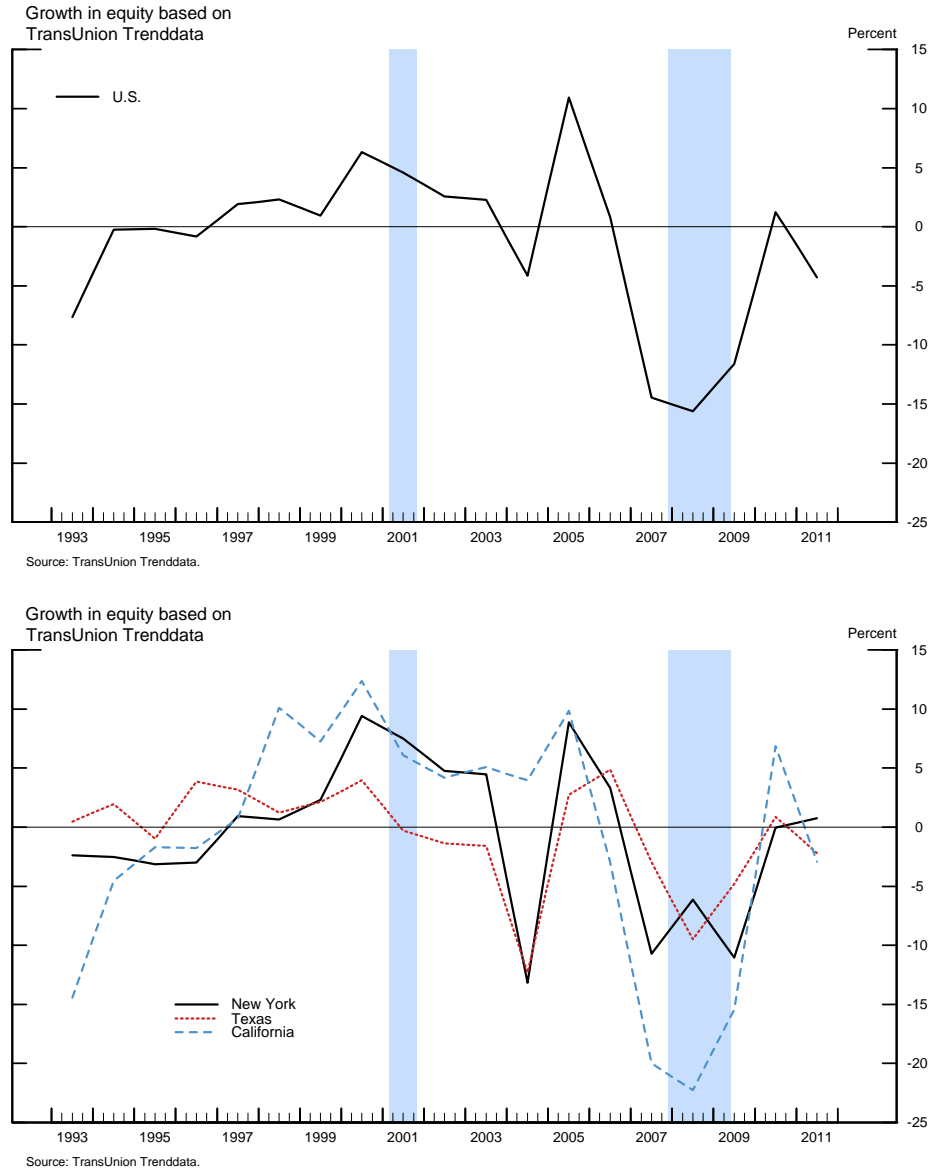 Growth in equity based on
TransUnion Trenddata
Percent
U.S.
15
10
5
0
-5
-10
-15
-20
-25
1993 1995 1997 1999 2001 2003 2005 2007 2009 2011
Source: TransUnion Trenddata.
Growth in equity based on
TransUnion Trenddata
Percent
15
10
5
0
-5
-10
-15
-20
-25
New York
Texas
California
1993 1995 1997 1999 2001 2003 2005 2007 2009 2011
Source: TransUnion Trenddata.